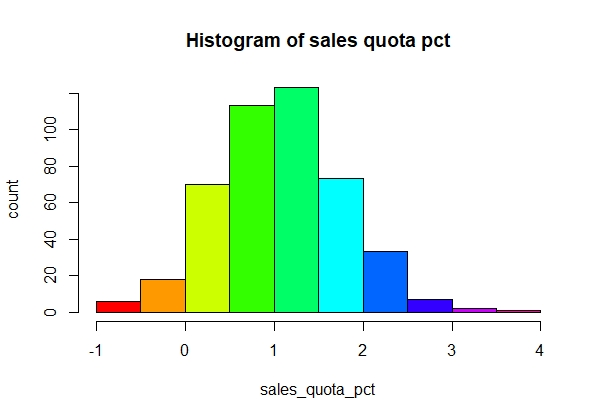 Histogram of sales quota pct
count
0 20 40 60 80 100
-1 0 1 2 3 4
sales_quota_pct